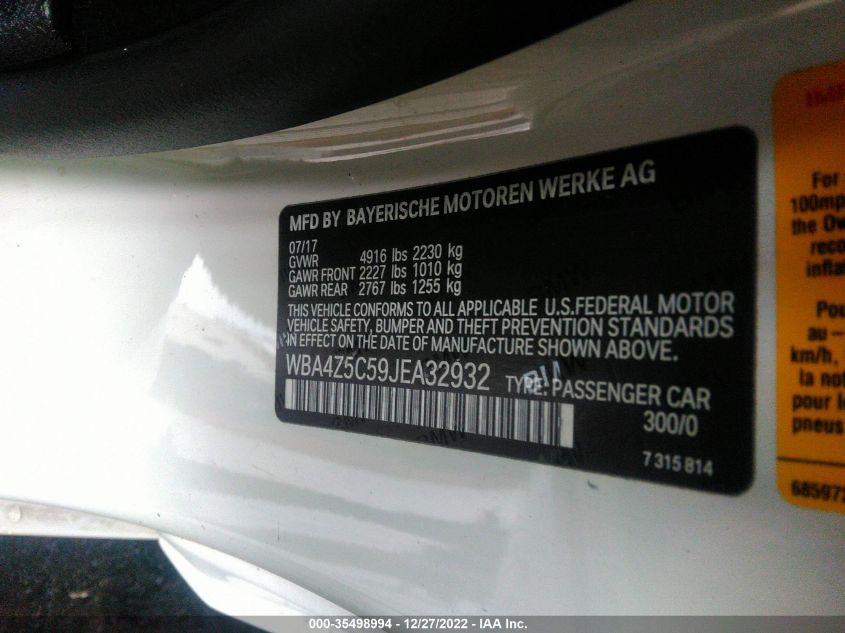 MFD BY BAYERISCHE MOTOREN WERKE AG
07/17
GVWR 4916 lbs 2230 kg
GAWR FRONT 2227 lbs 1010 kg
GAWR REAR 2767 lbs 1255 kg
THIS VEHICLE CONFORMS TO ALL APPLICABLE U.S.FEDERAL MOTOR
VEHICLE SAFETY, BUMPER AND THEFT PREVENTION STANDARDS
IN EFFECT ON THE DATE OF MANUFACTURE SHOWN ABOVE.
WBA4Z5C59JEA32932 TYPE: PASSENGER CAR
300/0
7 315 814
For
100mp
the Ow
reco
inflat
Pou
au –
km/h,
la not
pour l
pneus
68597
000-35498994 - 12/27/2022 - IAA Inc.